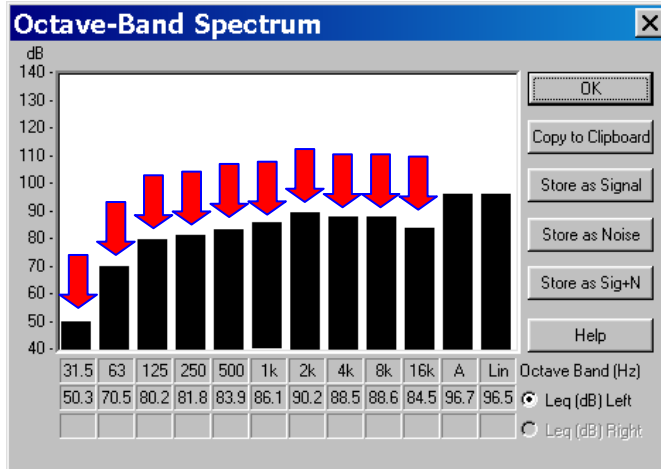 Octave-Band Spectrum
dB
140
130
120
110
100
90
80
70
60
50
40
OK
Copy to Clipboard
Store as Signal
Store as Noise
Store as Sig+N
Help
31.5 63 125 250 500 1k 2k 4k 8k 16k A Lin Octave Band (Hz)
50.3 70.5 80.2 81.8 83.9 86.1 90.2 88.5 88.6 84.5 96.7 96.5 Leq (dB) Left
Leq (dB) Right